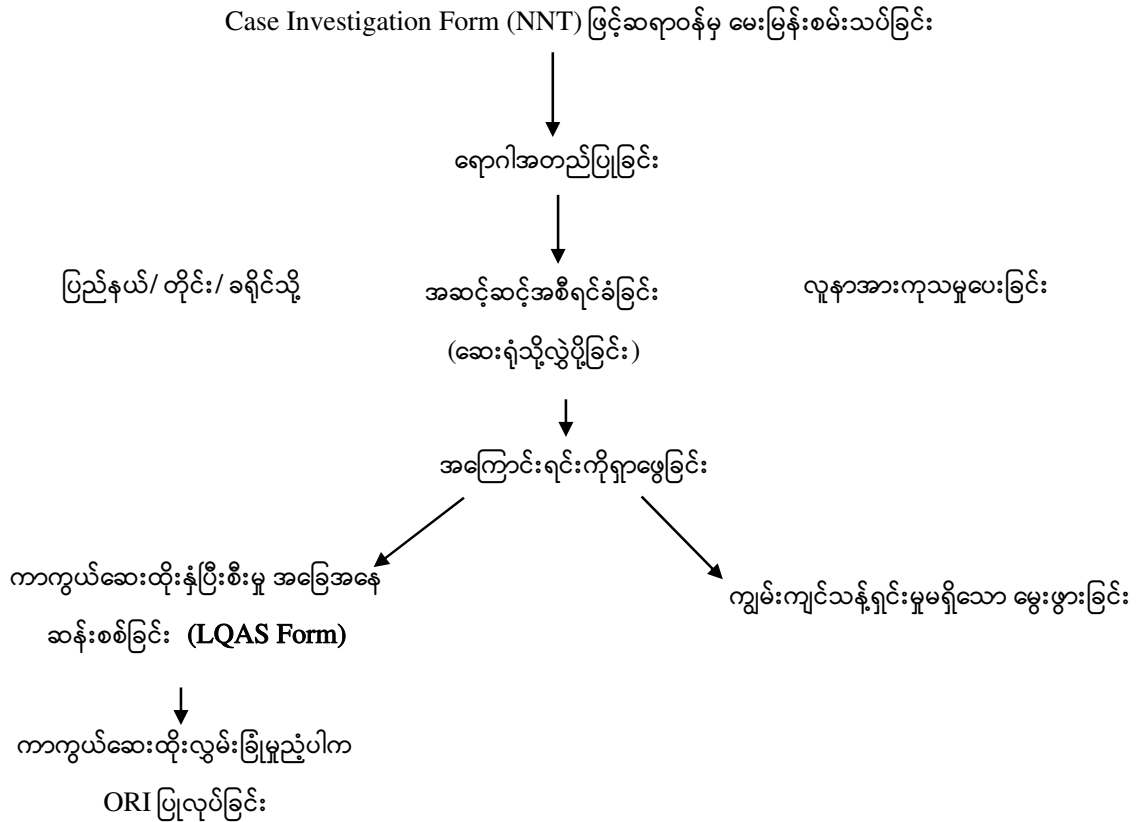 Case Investigation Form (NNT) ဖြင့်ဆရာဝန်မှ မေးမြန်းစမ်းသပ်ခြင်း
ရောဂါအတည်ပြုခြင်း
ပြည်နယ်/ တိုင်း/ ခရိုင်သို့
အဆင့်ဆင့်အစီရင်ခံခြင်း
(ဆေးရုံသို့လွှဲပို့ခြင်း)
လူနာအားကုသမှုပေးခြင်း
အကြောင်းရင်းကိုရှာဖွေခြင်း
ကာကွယ်ဆေးထိုးနှံပြီးစီးမှု အခြေအနေ
ဆန်းစစ်ခြင်း (LQAS Form)
ကျွမ်းကျင်သန့်ရှင်းမှုမရှိသော မွေးဖွားခြင်း
ကာကွယ်ဆေးထိုးလွှမ်းခြုံမှုညံ့ပါက
ORI ပြုလုပ်ခြင်း